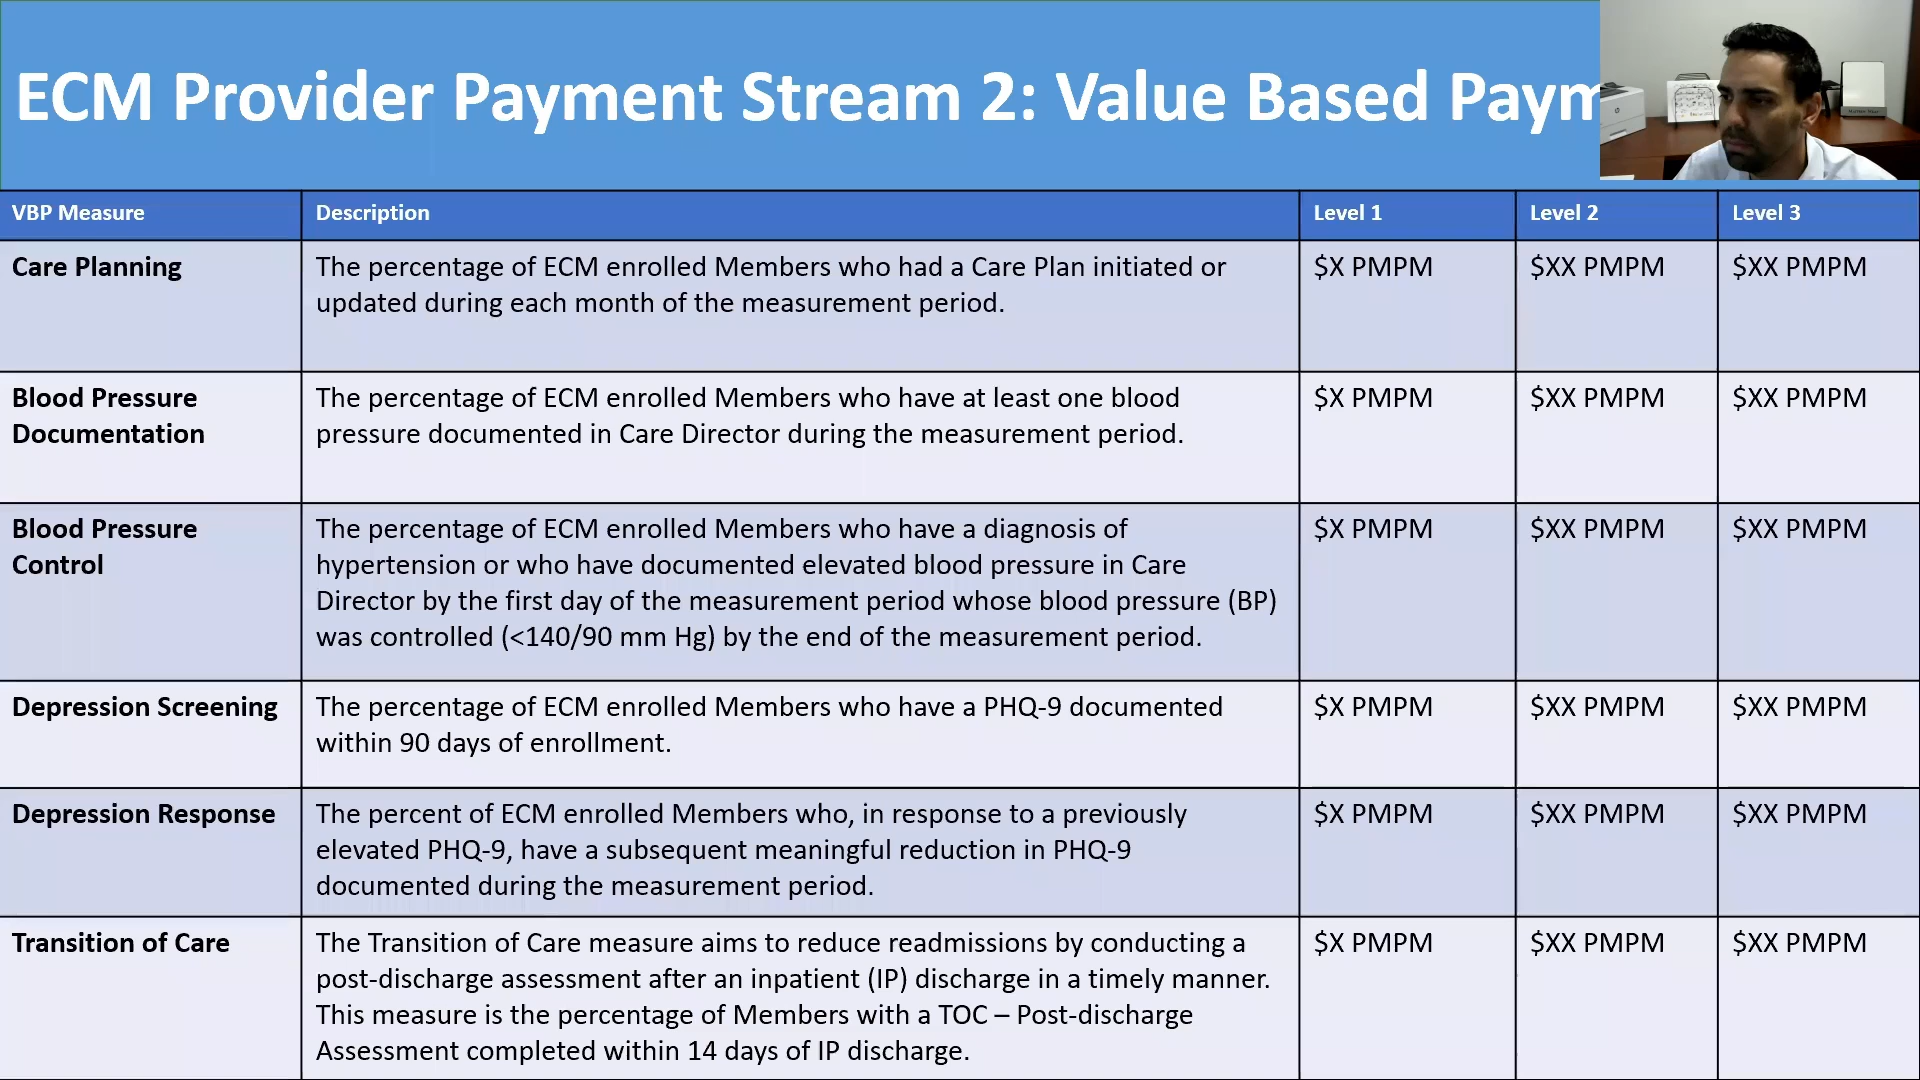 ECM Provider Payment Stream 2: Value Based Paym
VBP Measure
Description
Level 1
Level 2
Level 3
Care Planning
The percentage of ECM enrolled Members who had a Care Plan initiated or
updated during each month of the measurement period.
$X PMPM
$XX PMPM
$XX PMPM
Blood Pressure
Documentation
The percentage of ECM enrolled Members who have at least one blood
pressure documented in Care Director during the measurement period.
$X PMPM
$XX PMPM
$XX PMPM
Blood Pressure
Control
The percentage of ECM enrolled Members who have a diagnosis of
hypertension or who have documented elevated blood pressure in Care
Director by the first day of the measurement period whose blood pressure (BP)
was controlled (<140/90 mm Hg) by the end of the measurement period.
$X PMPM
$XX PMPM
$XX PMPM
Depression Screening
The percentage of ECM enrolled Members who have a PHQ-9 documented
within 90 days of enrollment.
$X PMPM
$XX PMPM
$XX PMPM
Depression Response
The percent of ECM enrolled Members who, in response to a previously
elevated PHQ-9, have a subsequent meaningful reduction in PHQ-9
documented during the measurement period.
$X PMPM
$XX PMPM
$XX PMPM
Transition of Care
The Transition of Care measure aims to reduce readmissions by conducting a
post-discharge assessment after an inpatient (IP) discharge in a timely manner.
This measure is the percentage of Members with a TOC – Post-discharge
Assessment completed within 14 days of IP discharge.
$X PMPM
$XX PMPM
$XX PMPM